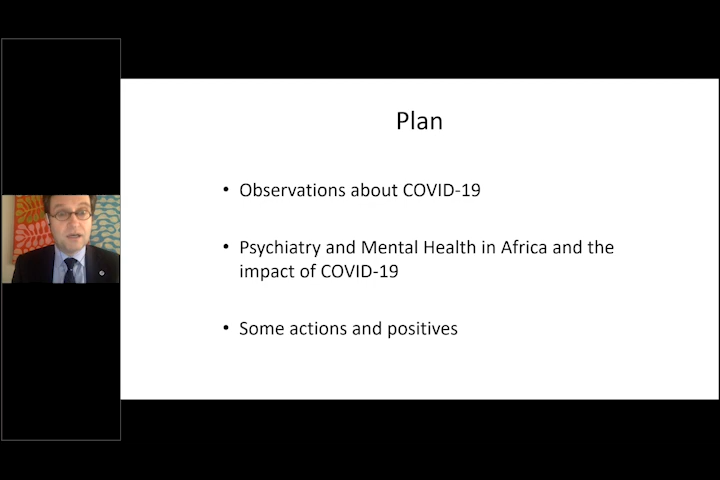 Plan
• Observations about COVID-19
• Psychiatry and Mental Health in Africa and the
impact of COVID-19
• Some actions and positives